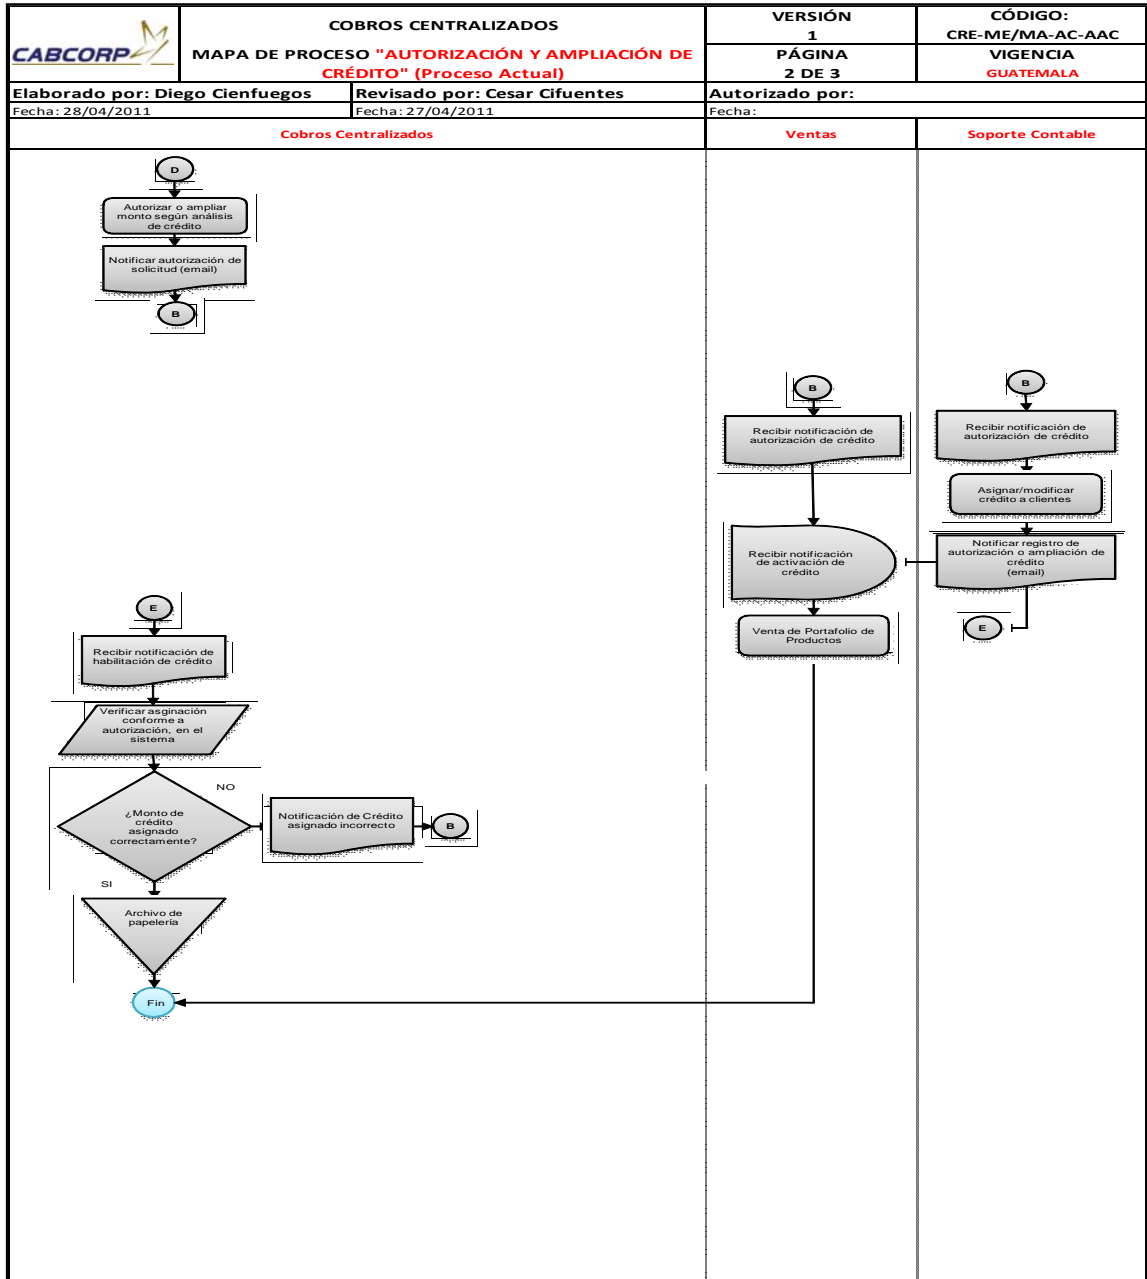 CABCORP
COBROS CENTRALIZADOS
MAPA DE PROCESO "AUTORIZACIÓN Y AMPLIACIÓN DE
CRÉDITO" (Proceso Actual)
VERSIÓN
1
CÓDIGO:
CRE-ME/MA-AC-AAC
PÁGINA
2 DE 3
VIGENCIA
GUATEMALA
Elaborado por: Diego Cienfuegos
Revisado por: Cesar Cifuentes
Autorizado por:
Fecha: 28/04/2011
Fecha: 27/04/2011
Fecha:
Cobros Centralizados
Ventas
Soporte Contable
D
Autorizar o ampliar
monto según análisis
de crédito
Notificar autorización de
solicitud (email)
B
B
Recibir notificación de
autorización de crédito
Recibir notificación
de activación de
crédito
Venta de Portafolio de
Productos
B
Recibir notificación de
autorización de crédito
Asignar/modificar
crédito a clientes
Notificar registro de
autorización o ampliación de
crédito
(email)
E
E
Recibir notificación de
habilitación de crédito
Verificar asginación
conforme a
autorización, en el
sistema
¿Monto de
crédito
asignado
correctamente?
NO
Notificación de Crédito
asignado incorrecto
B
SI
Archivo de
papelería
Fin